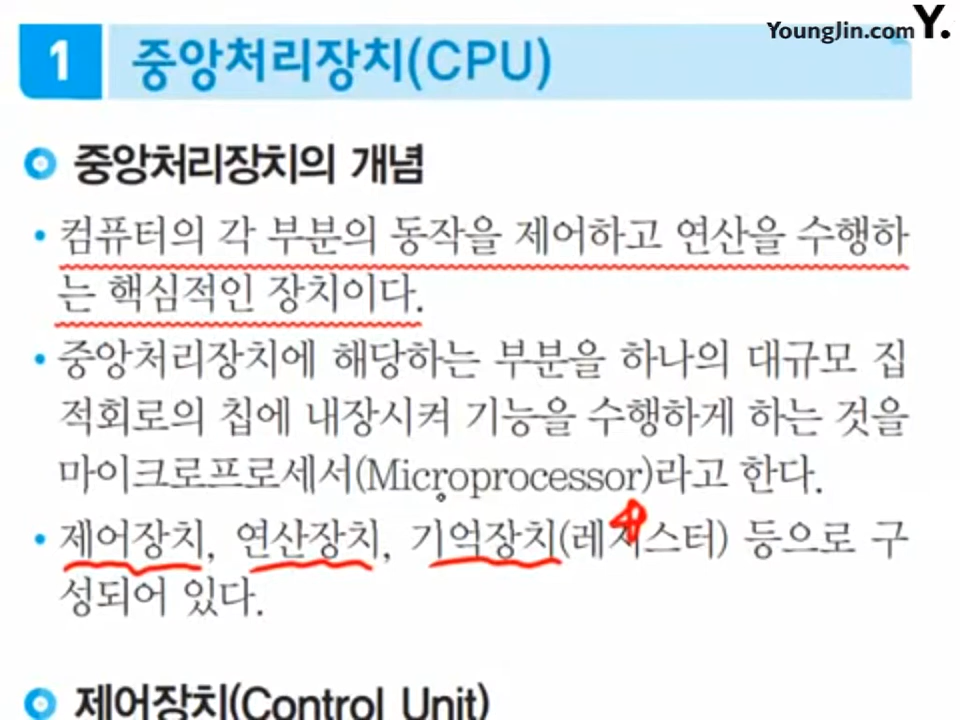 Youngjin.com Y.
1 중앙처리장치(CPU)
중앙처리장치의 개념
• 컴퓨터의 각 부분의 동작을 제어하고 연산을 수행하
는 핵심적인 장치이다.
• 중앙처리장치에 해당하는 부분을 하나의 대규모 집
적회로의 칩에 내장시켜 기능을 수행하게 하는 것을
마이크로프로세서(Microprocessor)라고 한다.
• 제어장치, 연산장치, 기억장치(레지스터) 등으로 구
성되어 있다.
제어장치(Control Unit)